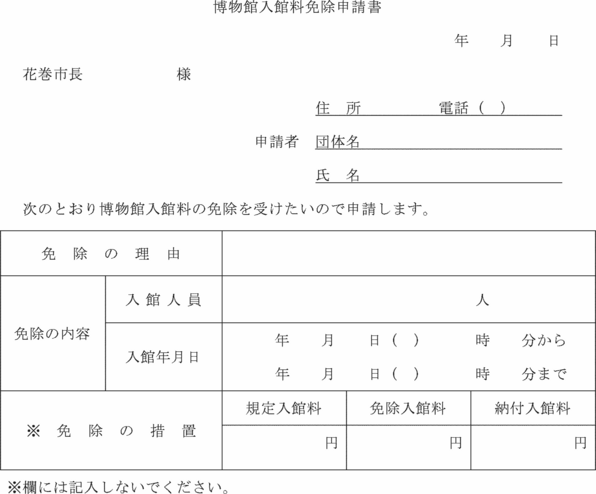 博物館入館料免除申請書
年　月　日
花巻市長　様
住　所　電話（　）
申請者　団体名
氏　名
次のとおり博物館入館料の免除を受けたいので申請します。
免　除　の　理　由
免除の内容
入 館 人 員　人
入館年月日
年　月　日（　）　時　分から
年　月　日（　）　時　分まで
※　免　除　の　措　置
規定入館料　免除入館料　納付入館料
円　円　円
※欄には記入しないでください。